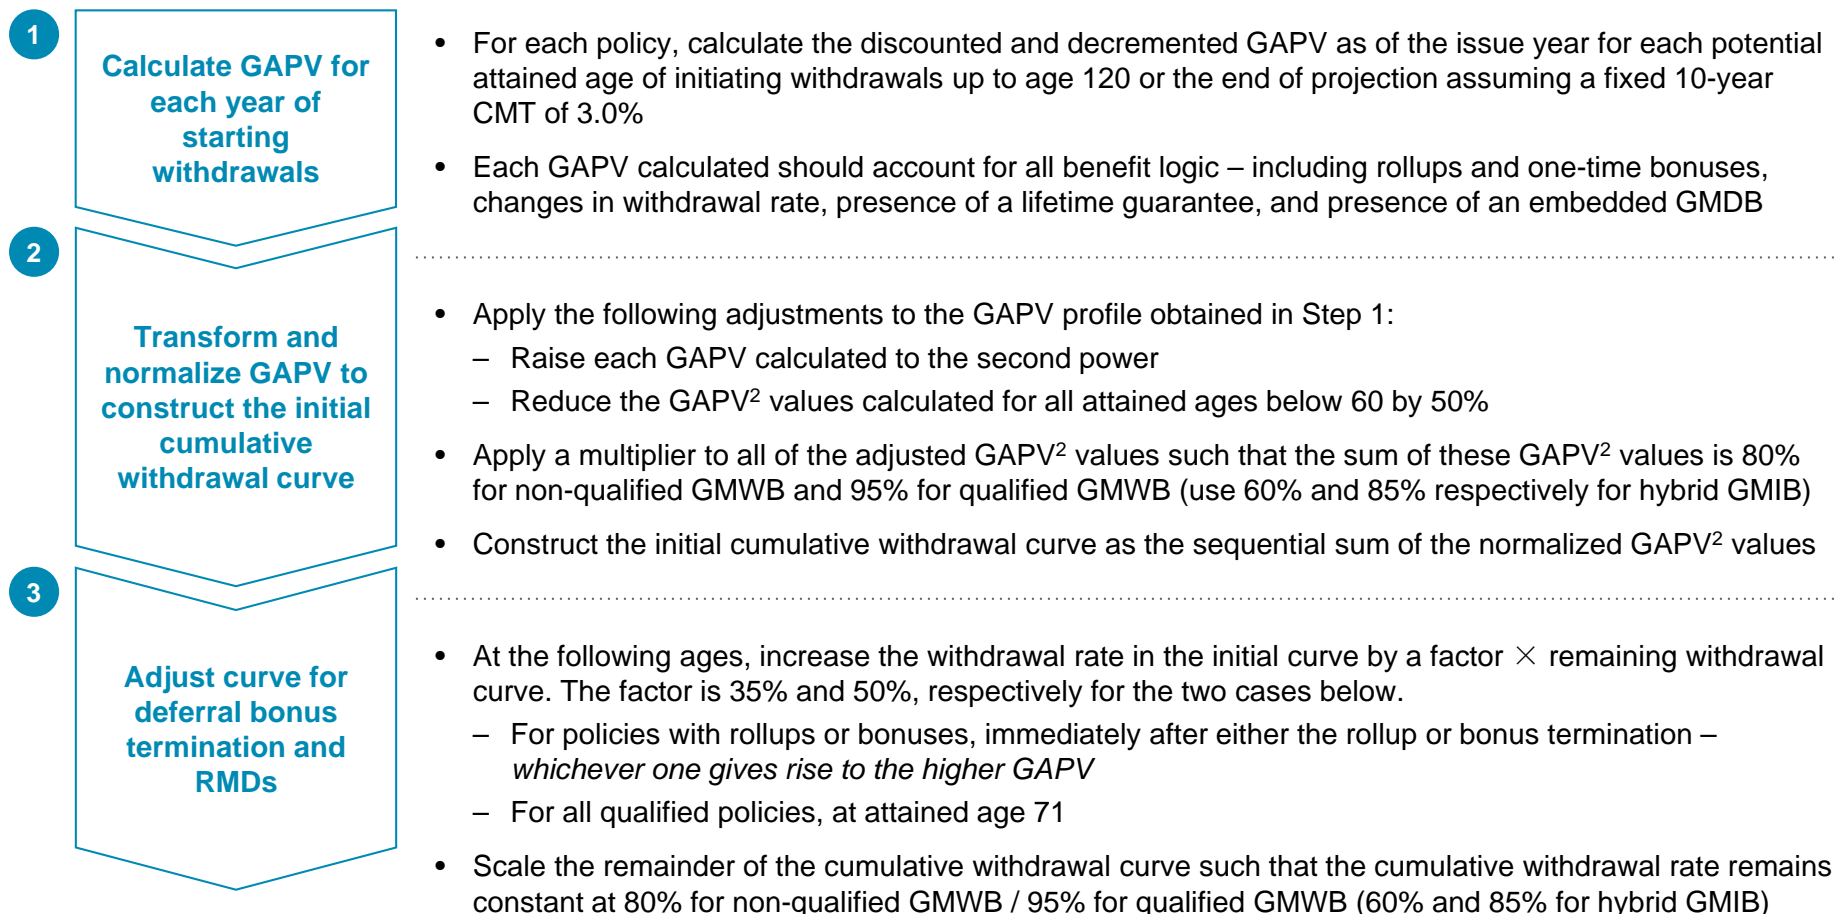 1
Calculate GAPV for
each year of
starting
withdrawals
• For each policy, calculate the discounted and decremented GAPV as of the issue year for each potential
attained age of initiating withdrawals up to age 120 or the end of projection assuming a fixed 10-year
CMT of 3.0%
• Each GAPV calculated should account for all benefit logic – including rollups and one-time bonuses,
changes in withdrawal rate, presence of a lifetime guarantee, and presence of an embedded GMDB
2
Transform and
normalize GAPV to
construct the initial
cumulative
withdrawal curve
• Apply the following adjustments to the GAPV profile obtained in Step 1:
– Raise each GAPV calculated to the second power
– Reduce the GAPV² values calculated for all attained ages below 60 by 50%
• Apply a multiplier to all of the adjusted GAPV² values such that the sum of these GAPV² values is 80%
for non-qualified GMWB and 95% for qualified GMWB (use 60% and 85% respectively for hybrid GMIB)
• Construct the initial cumulative withdrawal curve as the sequential sum of the normalized GAPV² values
3
Adjust curve for
deferral bonus
termination and
RMDs
• At the following ages, increase the withdrawal rate in the initial curve by a factor × remaining withdrawal
curve. The factor is 35% and 50%, respectively for the two cases below.
– For policies with rollups or bonuses, immediately after either the rollup or bonus termination –
whichever one gives rise to the higher GAPV
– For all qualified policies, at attained age 71
• Scale the remainder of the cumulative withdrawal curve such that the cumulative withdrawal rate remains
constant at 80% for non-qualified GMWB / 95% for qualified GMWB (60% and 85% for hybrid GMIB)